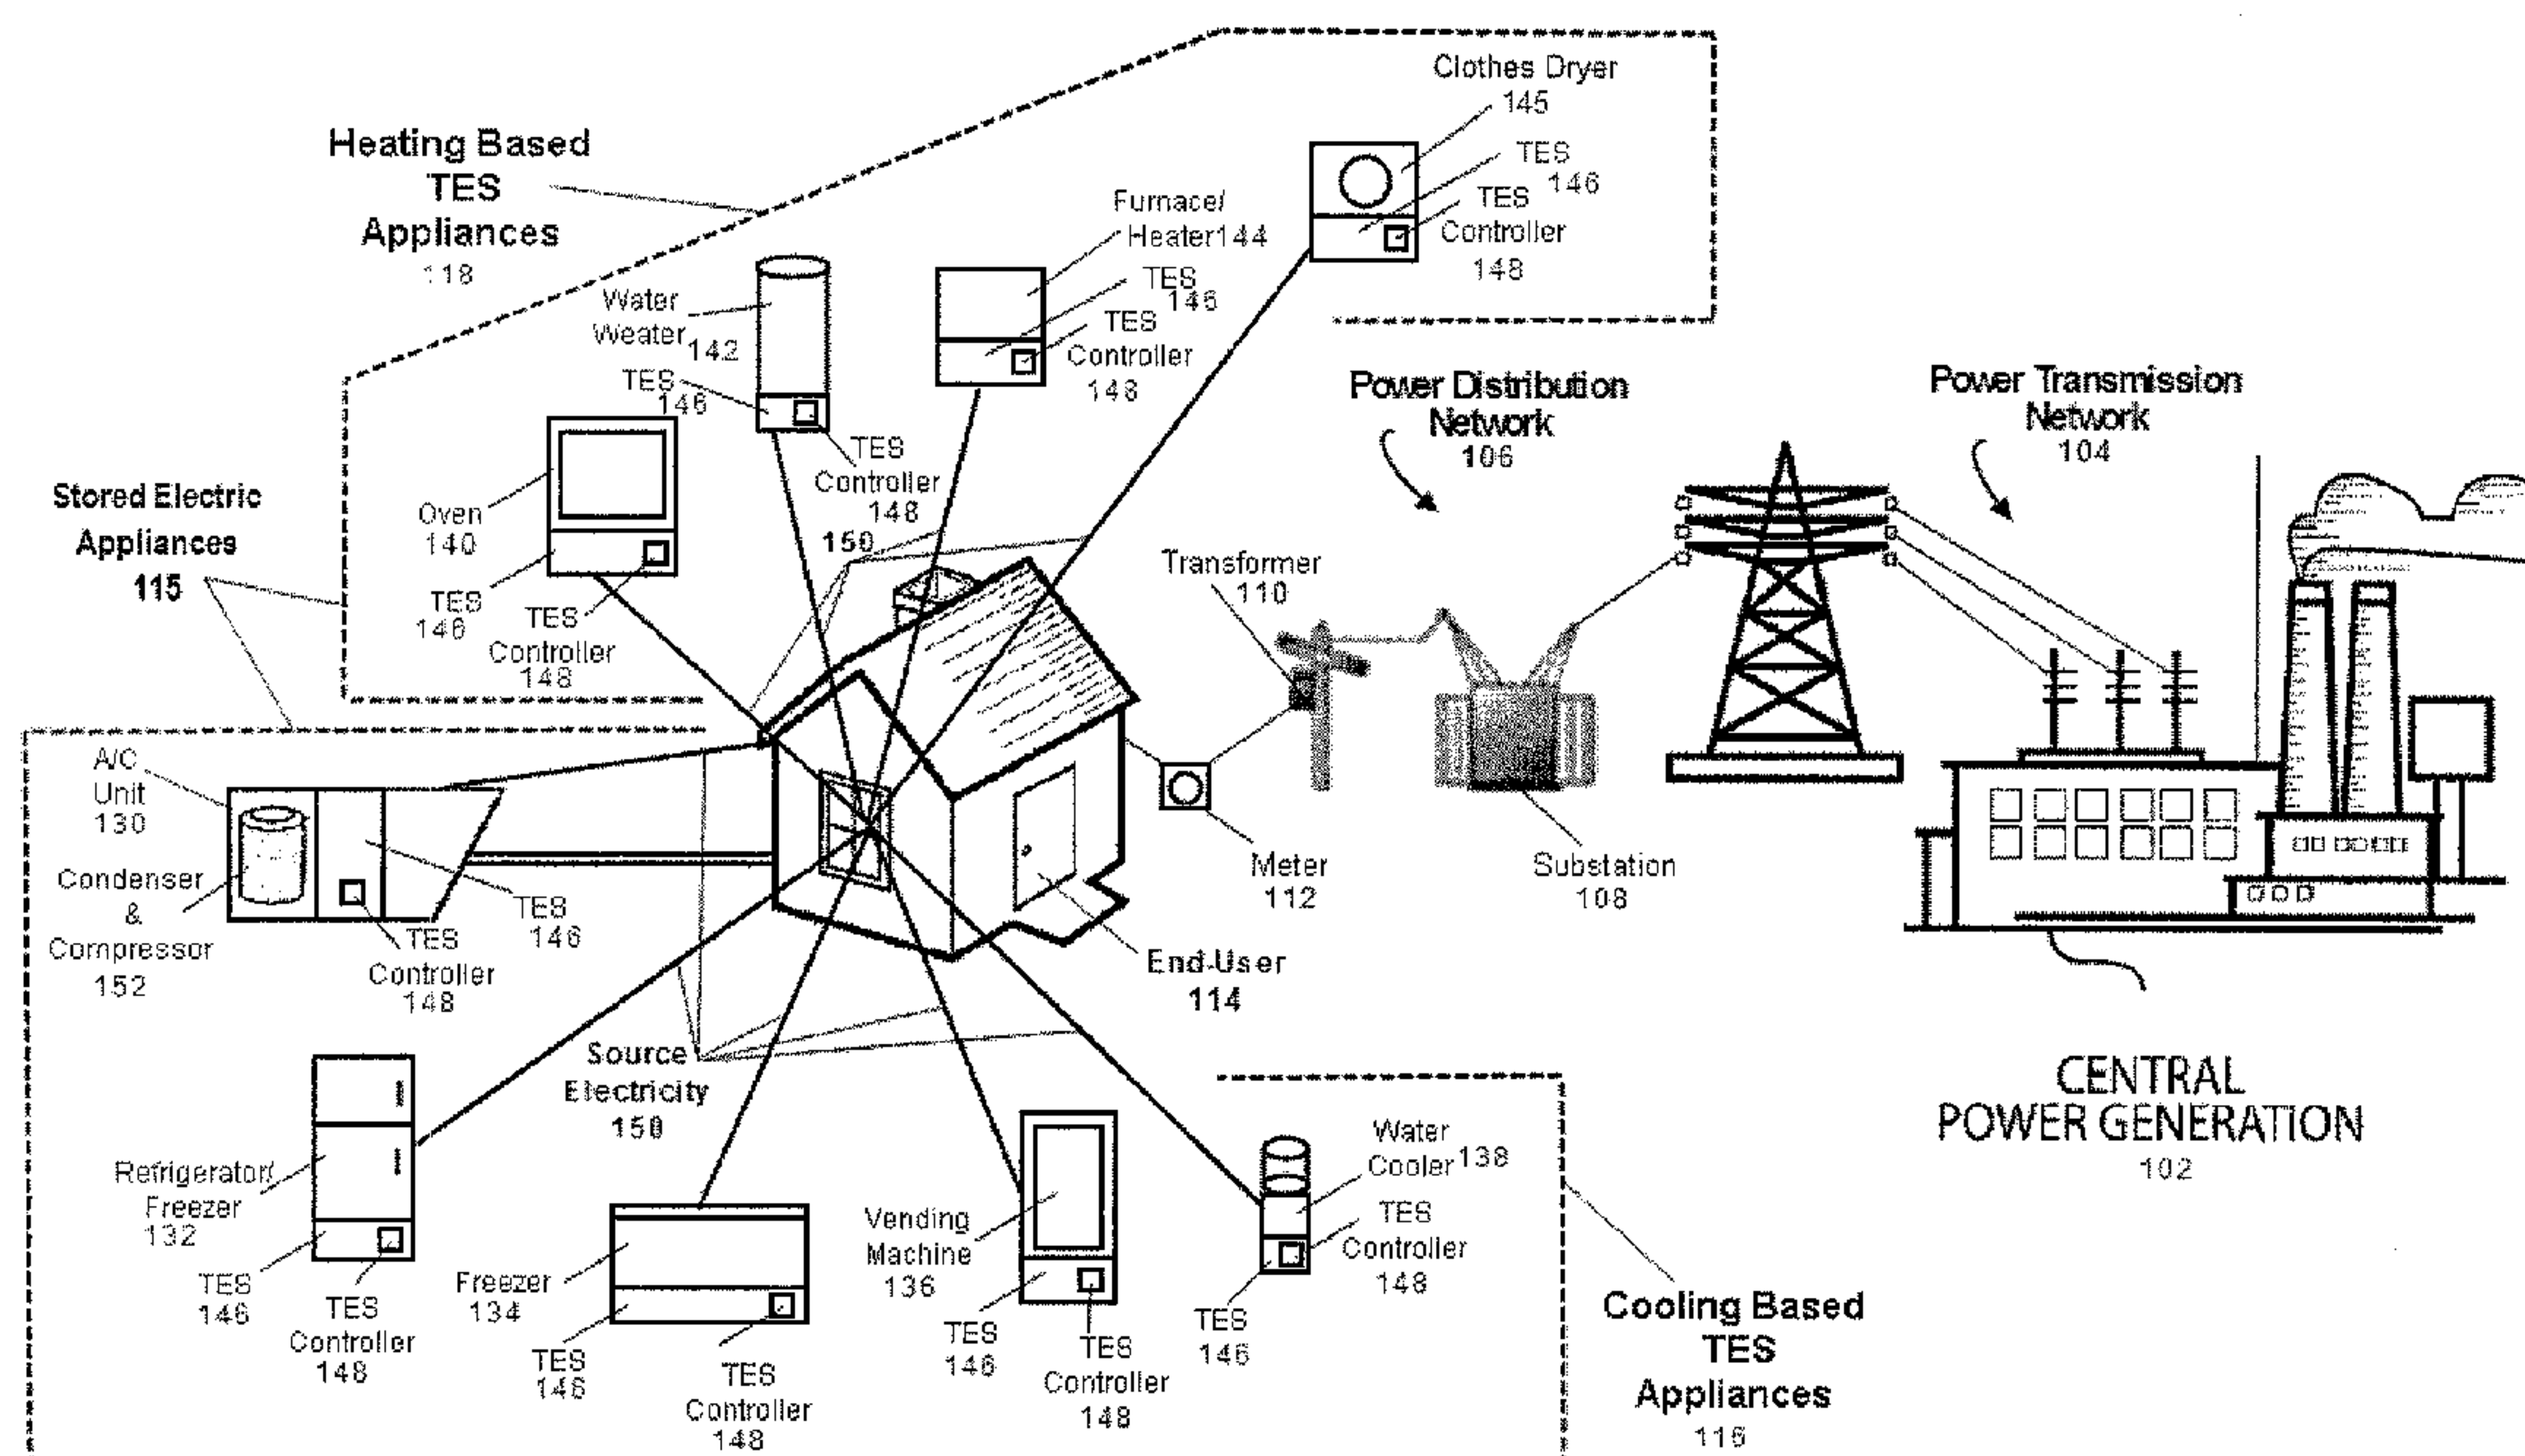 Clothes Dryer
145
TES
146
TES
Controller
148
Heating Based
TES
Appliances
118
Furnace/
Heater144
TES
146
TES
Controller
148
Water
Weater
142
TES
146
TES
Controller
148
Power Distribution
Network
106
Power Transmission
Network
104
Stored Electric
Appliances
115
Oven
140
TES
146
TES
Controller
148
150
Transformer
110
A/C
Unit
130
Condenser
&
Compressor
152
TES
146
TES
Controller
148
Meter
112
Substation
108
End-User
114
Source
Electricity
150
CENTRAL
POWER GENERATION
102
Refrigerator/
Freezer
132
TES
146
TES
Controller
148
Freezer
134
TES
146
TES
Controller
148
Vending
Machine
136
TES
146
TES
Controller
148
Water
Cooler 138
TES
Controller
148
TES
146
Cooling Based
TES
Appliances
116